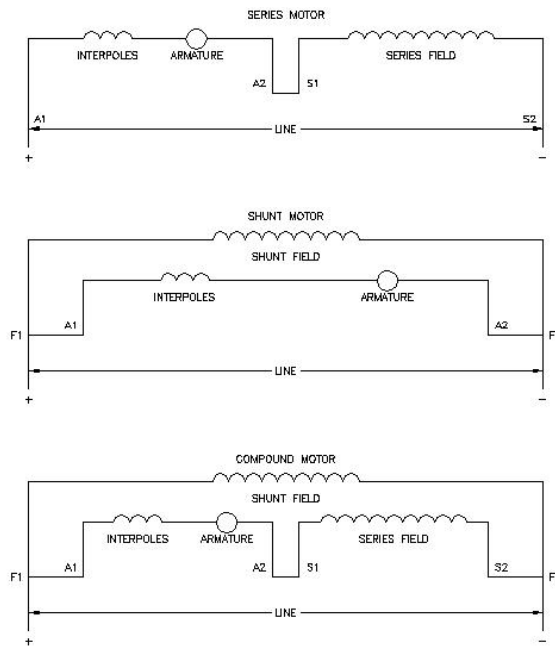 SERIES MOTOR
INTERPOLES ARMATURE SERIES FIELD
A2 S1
A1 S2
LINE
+ −
SHUNT MOTOR
SHUNT FIELD
INTERPOLES ARMATURE
F1 A1 A2 F
LINE
+ −
COMPOUND MOTOR
SHUNT FIELD
INTERPOLES ARMATURE SERIES FIELD
F1 A1 A2 S1 S2 F
LINE
+ −